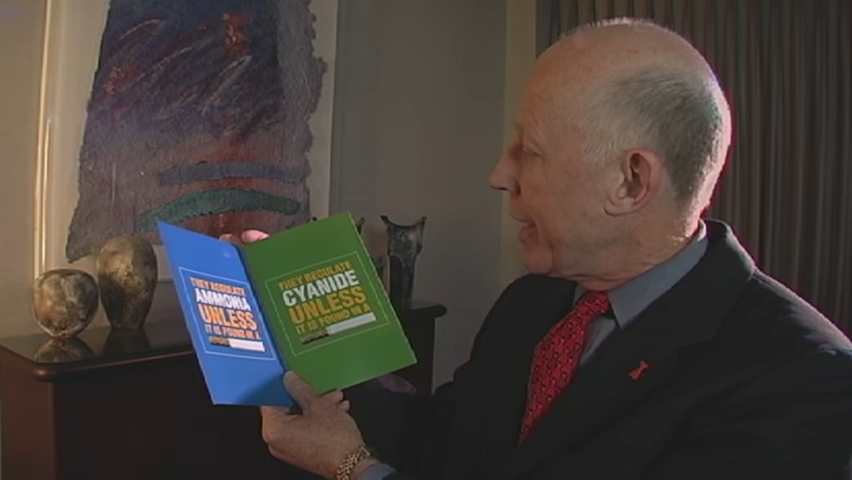 THEY REGULATE
AMMONIA
UNLESS
IT IS FOUND IN A
THEY REGULATE
CYANIDE
UNLESS
IT IS FOUND IN A